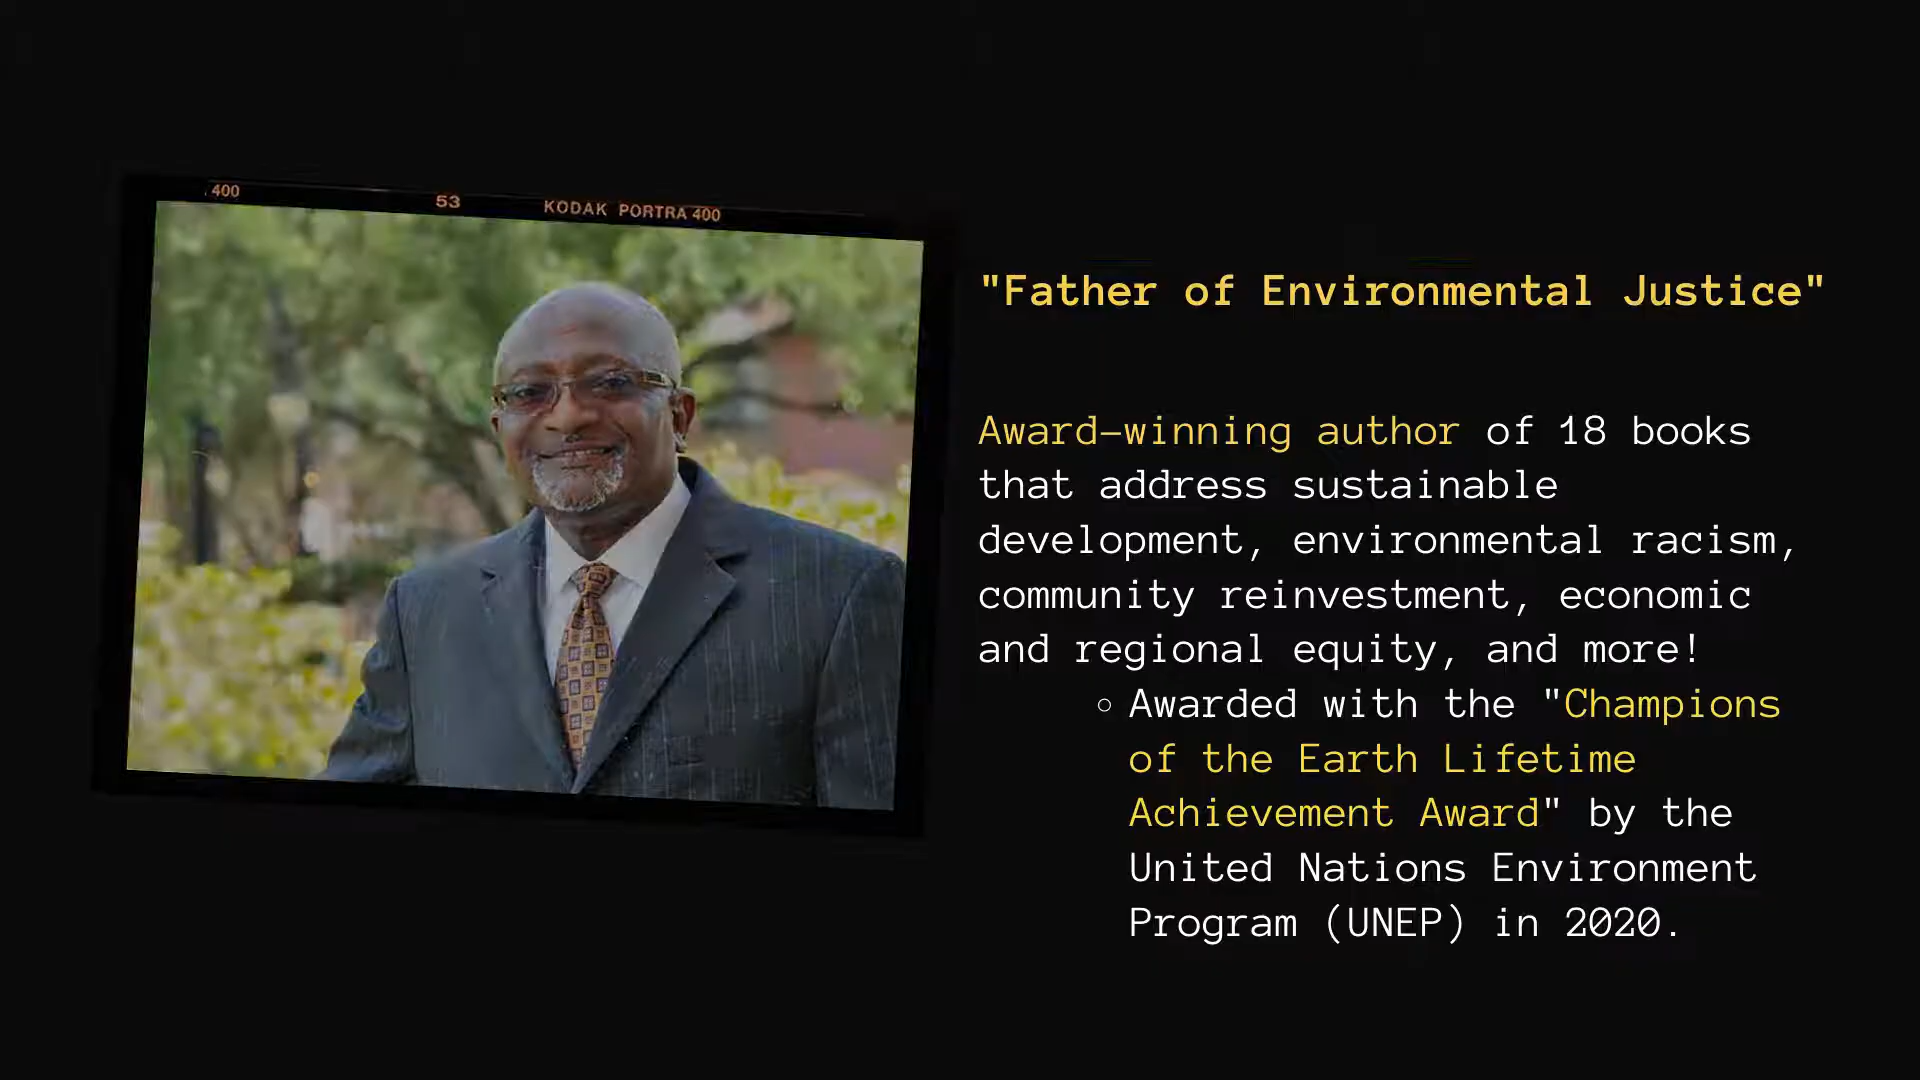 400
53
KODAK PORTRA 400
"Father of Environmental Justice"
Award-winning author of 18 books
that address sustainable
development, environmental racism,
community reinvestment, economic
and regional equity, and more!
◦ Awarded with the "Champions
of the Earth Lifetime
Achievement Award" by the
United Nations Environment
Program (UNEP) in 2020.